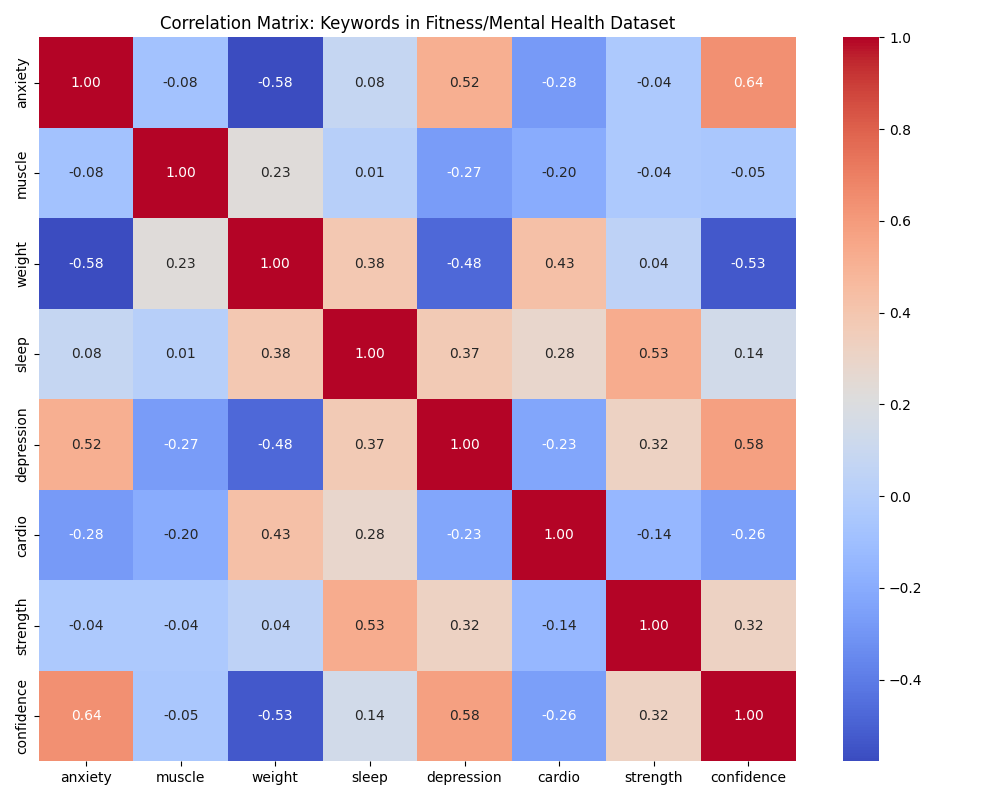 Correlation Matrix: Keywords in Fitness/Mental Health Dataset
anxiety 1.00 -0.08 -0.58 0.08 0.52 -0.28 -0.04 0.64
muscle -0.08 1.00 0.23 0.01 -0.27 -0.20 -0.04 -0.05
weight -0.58 0.23 1.00 0.38 -0.48 0.43 0.04 -0.53
sleep 0.08 0.01 0.38 1.00 0.37 0.28 0.53 0.14
depression 0.52 -0.27 -0.48 0.37 1.00 -0.23 0.32 0.58
cardio -0.28 -0.20 0.43 0.28 -0.23 1.00 -0.14 -0.26
strength -0.04 -0.04 0.04 0.53 0.32 -0.14 1.00 0.32
confidence 0.64 -0.05 -0.53 0.14 0.58 -0.26 0.32 1.00
anxiety muscle weight sleep depression cardio strength confidence
1.0
0.8
0.6
0.4
0.2
0.0
−0.2
−0.4